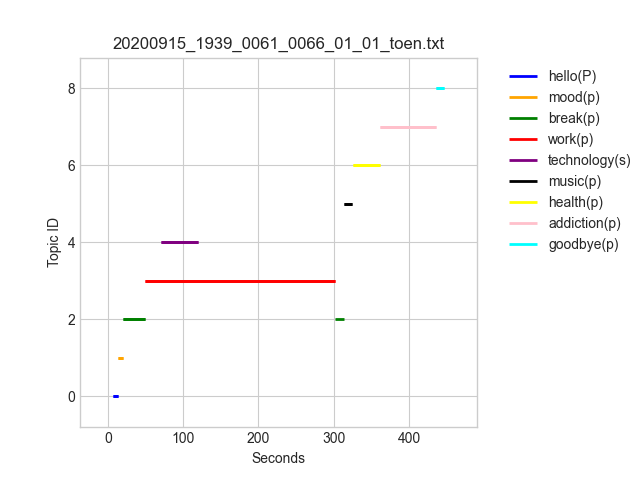 20200915_1939_0061_0066_01_01_toen.txt
8
6
4
2
0
Topic ID
0 100 200 300 400
Seconds
hello(P)
mood(p)
break(p)
work(p)
technology(s)
music(p)
health(p)
addiction(p)
goodbye(p)